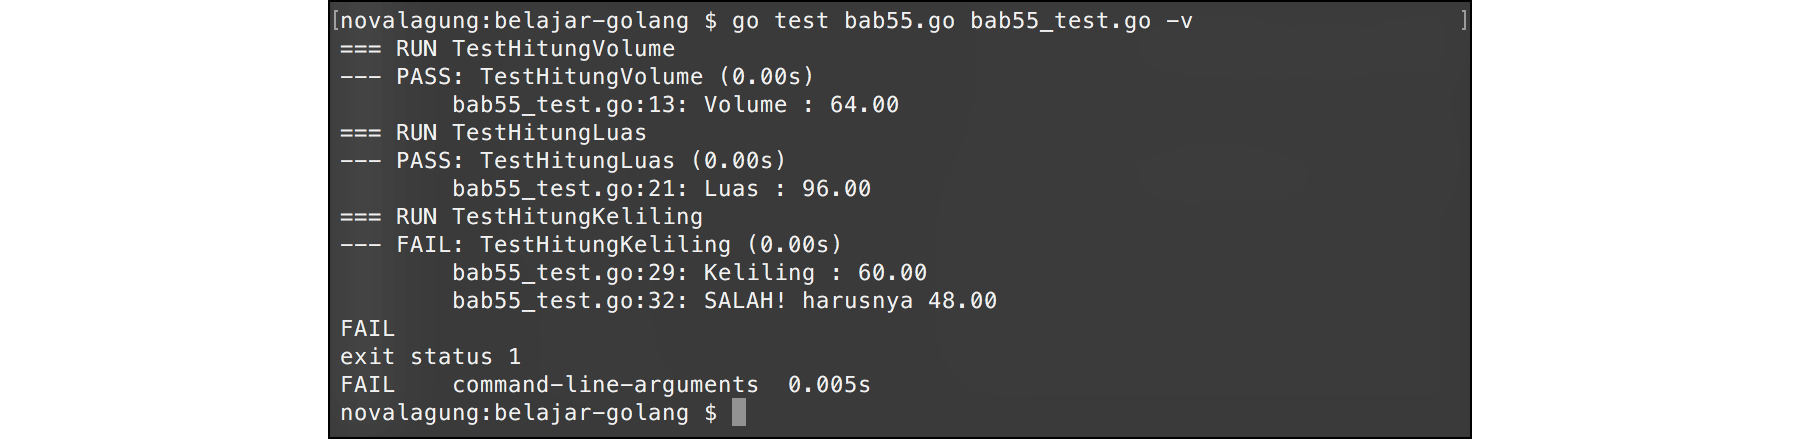 [novalagung:belajar-golang $ go test bab55.go bab55_test.go -v ]
=== RUN TestHitungVolume
--- PASS: TestHitungVolume (0.00s)
        bab55_test.go:13: Volume : 64.00
=== RUN TestHitungLuas
--- PASS: TestHitungLuas (0.00s)
        bab55_test.go:21: Luas : 96.00
=== RUN TestHitungKeliling
--- FAIL: TestHitungKeliling (0.00s)
        bab55_test.go:29: Keliling : 60.00
        bab55_test.go:32: SALAH! harusnya 48.00
FAIL
exit status 1
FAIL    command-line-arguments  0.005s
novalagung:belajar-golang $